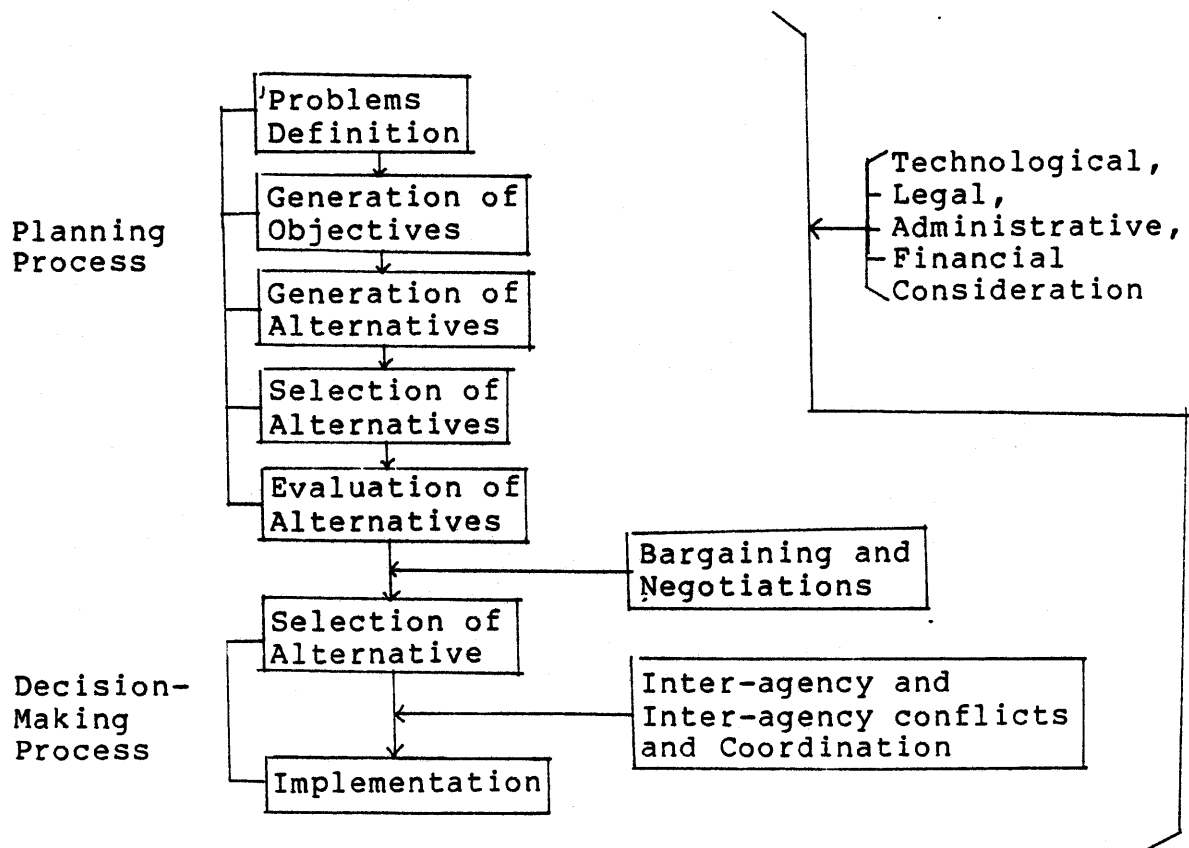 Problems
Definition
Generation of
Objectives
Planning
Process
Generation of
Alternatives
Selection of
Alternatives
Evaluation of
Alternatives
Technological,
Legal,
Administrative,
Financial
Consideration
Bargaining and
Negotiations
Selection of
Alternative
Decision-
Making
Process
Inter-agency and
Inter-agency conflicts
and Coordination
Implementation